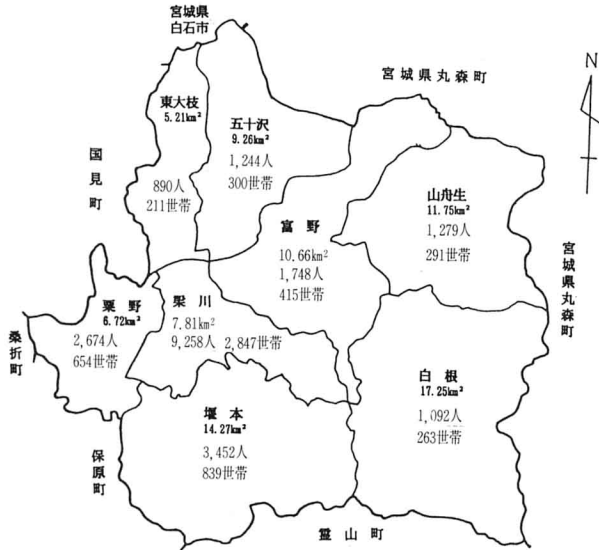 宮城県
白石市
宮城県丸森町
N
東大枝
5.21km²
五十沢
9.26km²
1,244人
300世帯
国見町
890人
211世帯
山舟生
11.75km²
1,279人
291世帯
富野
10.66km²
1,748人
415世帯
宮城県丸森町
粟野
6.72km²
2,674人
654世帯
梁川
7.81km²
9,258人 2,847世帯
桑折町
白根
17.25km²
1,092人
263世帯
堰本
14.27km²
3,452人
839世帯
保原町
霊山町